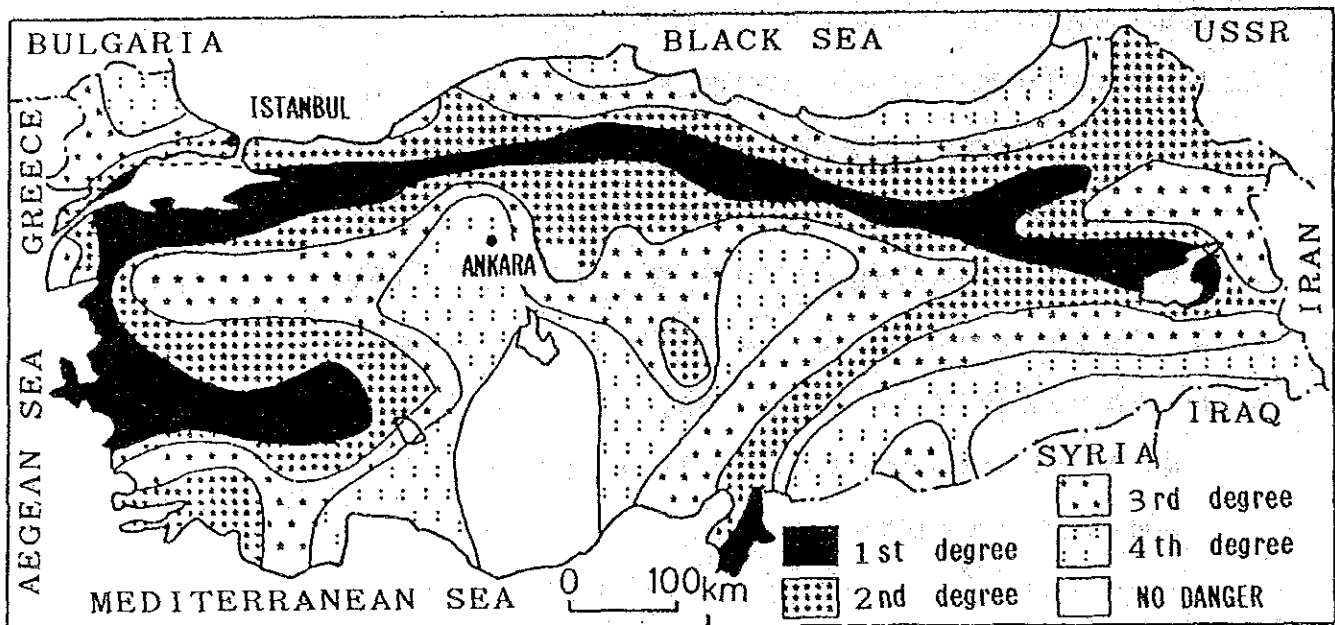 BULGARIA
BLACK SEA
USSR
ISTANBUL
GREECE
ANKARA
IRAN
AEGEAN SEA
IRAQ
SYRIA
3rd degree
1st degree
4th degree
0 100km
2nd degree
NO DANGER
MEDITERRANEAN SEA